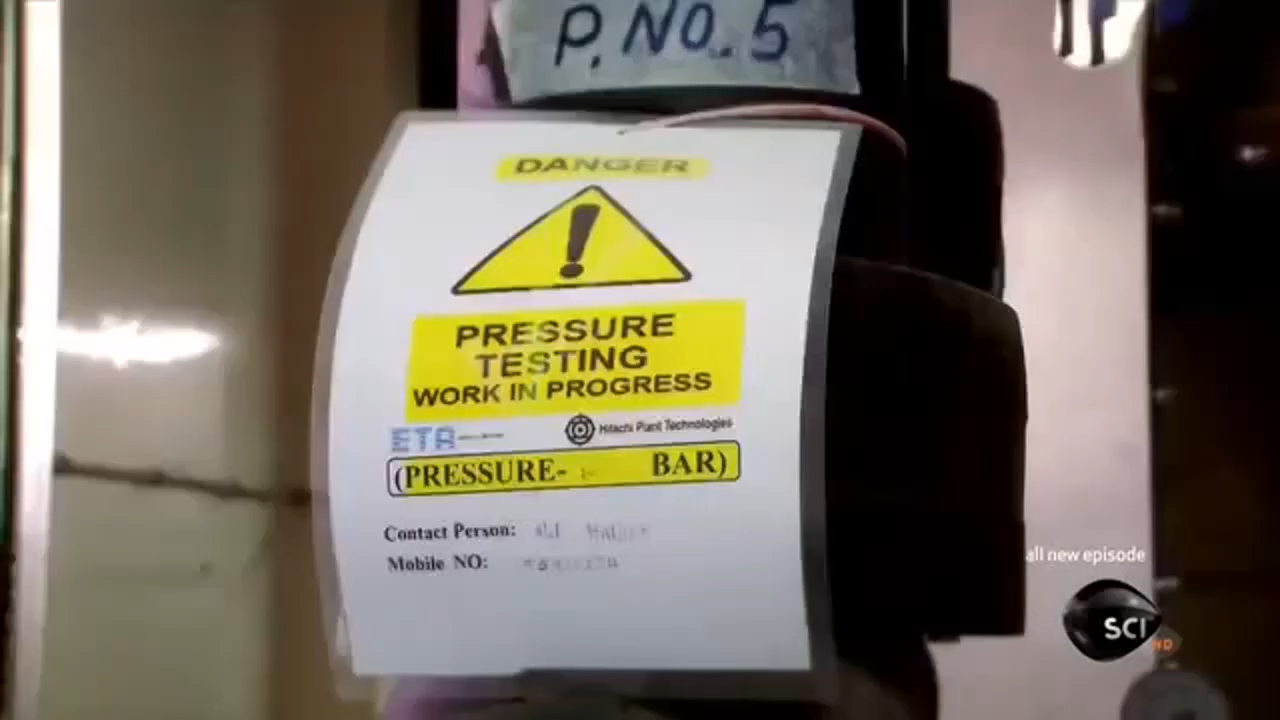 P. NO. 5
DANGER
PRESSURE
TESTING
WORK IN PROGRESS
ETA
Hitachi Plant Technologies
(PRESSURE- BAR)
Contact Person:
Mobile NO:
all new episode
SCI
HD